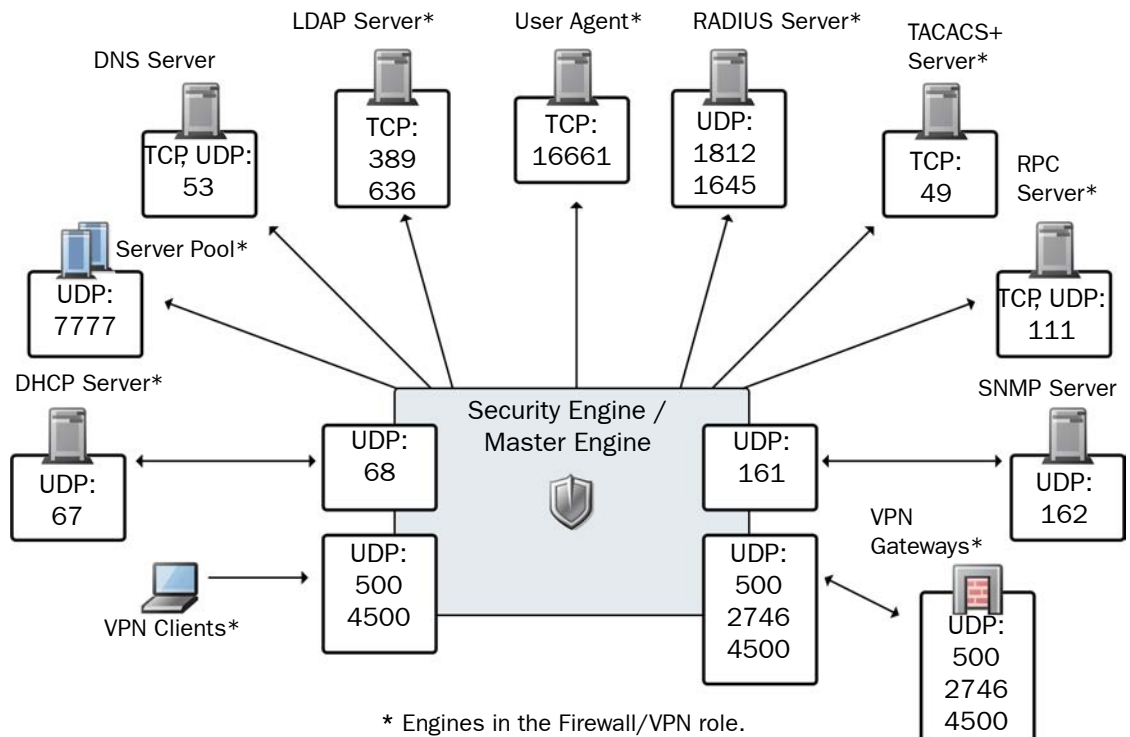 LDAP Server*
User Agent*
RADIUS Server*
TACACS+
Server*
DNS Server
TCP, UDP:
53
TCP:
389
636
TCP:
16661
UDP:
1812
1645
TCP:
49
RPC
Server*
TCP, UDP:
111
Server Pool*
UDP:
7777
DHCP Server*
UDP:
67
Security Engine /
Master Engine
UDP:
68
UDP:
161
SNMP Server
UDP:
162
VPN Clients*
UDP:
500
4500
UDP:
500
2746
4500
VPN
Gateways*
UDP:
500
2746
4500
* Engines in the Firewall/VPN role.